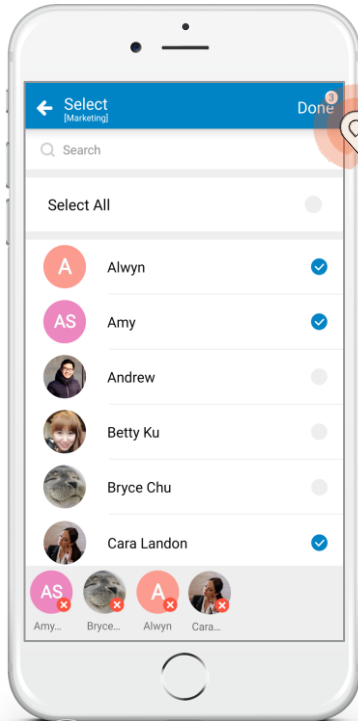 Select
[Marketing]
Done
3
Search
Select All
A
Alwyn
AS
Amy
Andrew
Betty Ku
Bryce Chu
Cara Landon
AS
A
Amy...
Bryce...
Alwyn
Cara...